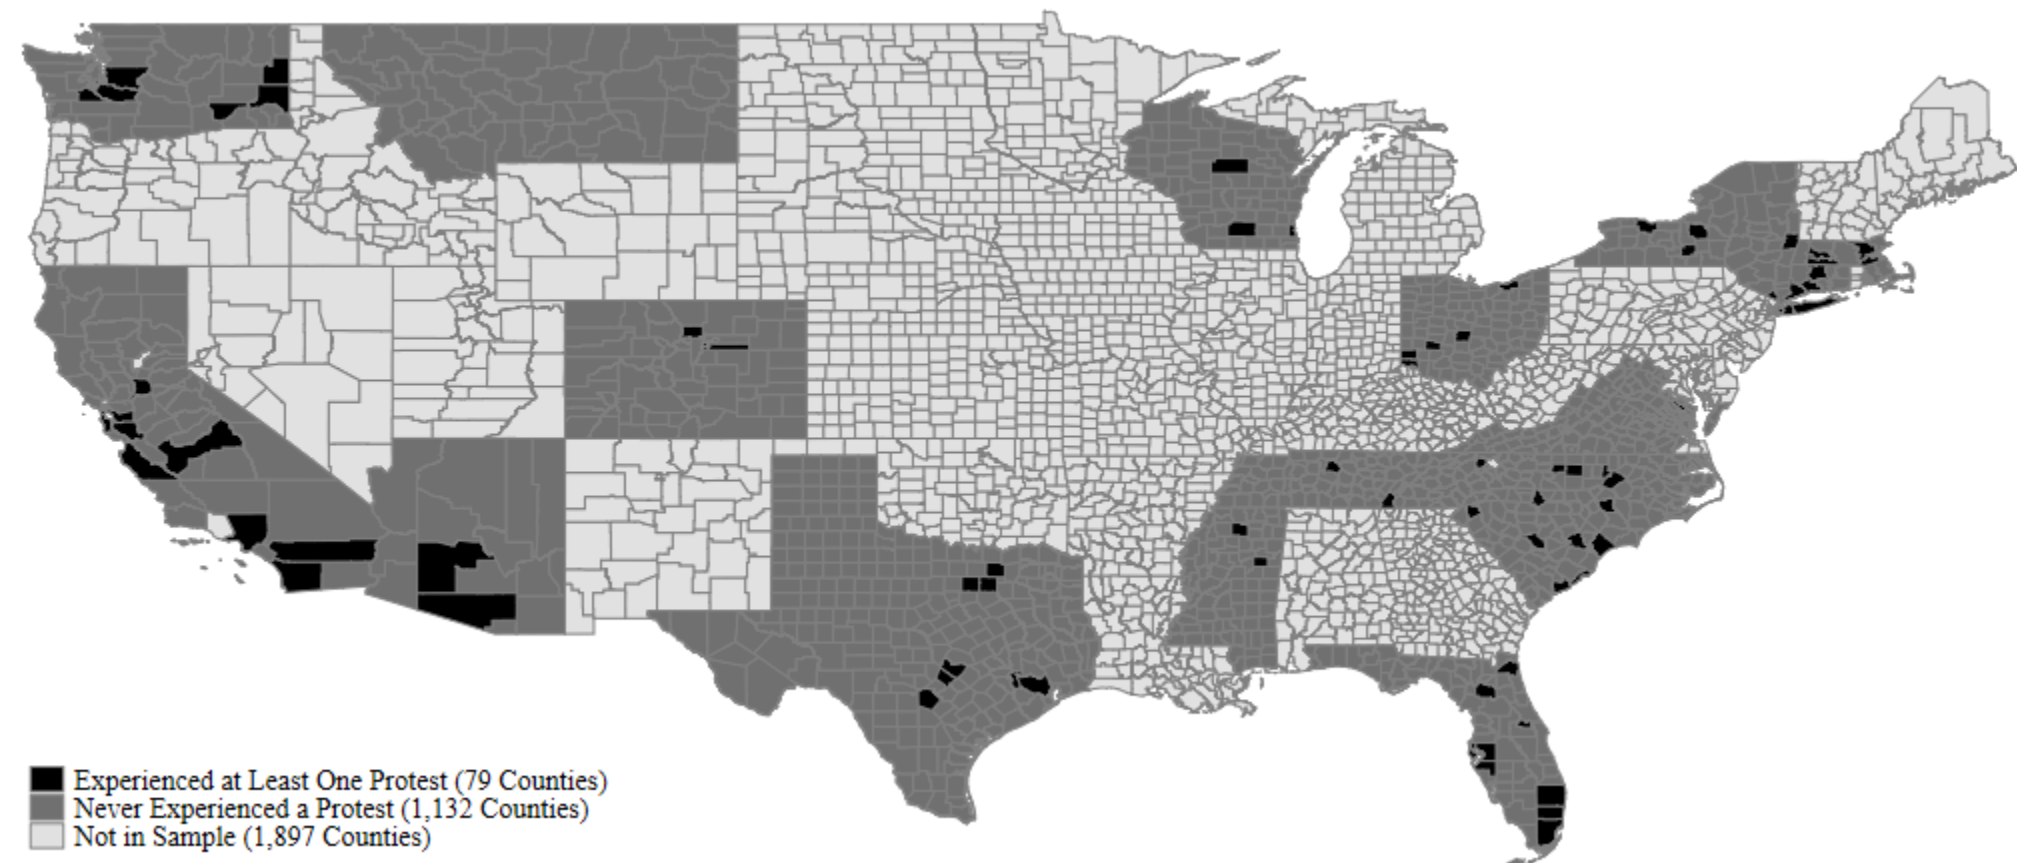 Experienced at Least One Protest (79 Counties)
Never Experienced a Protest (1,132 Counties)
Not in Sample (1,897 Counties)